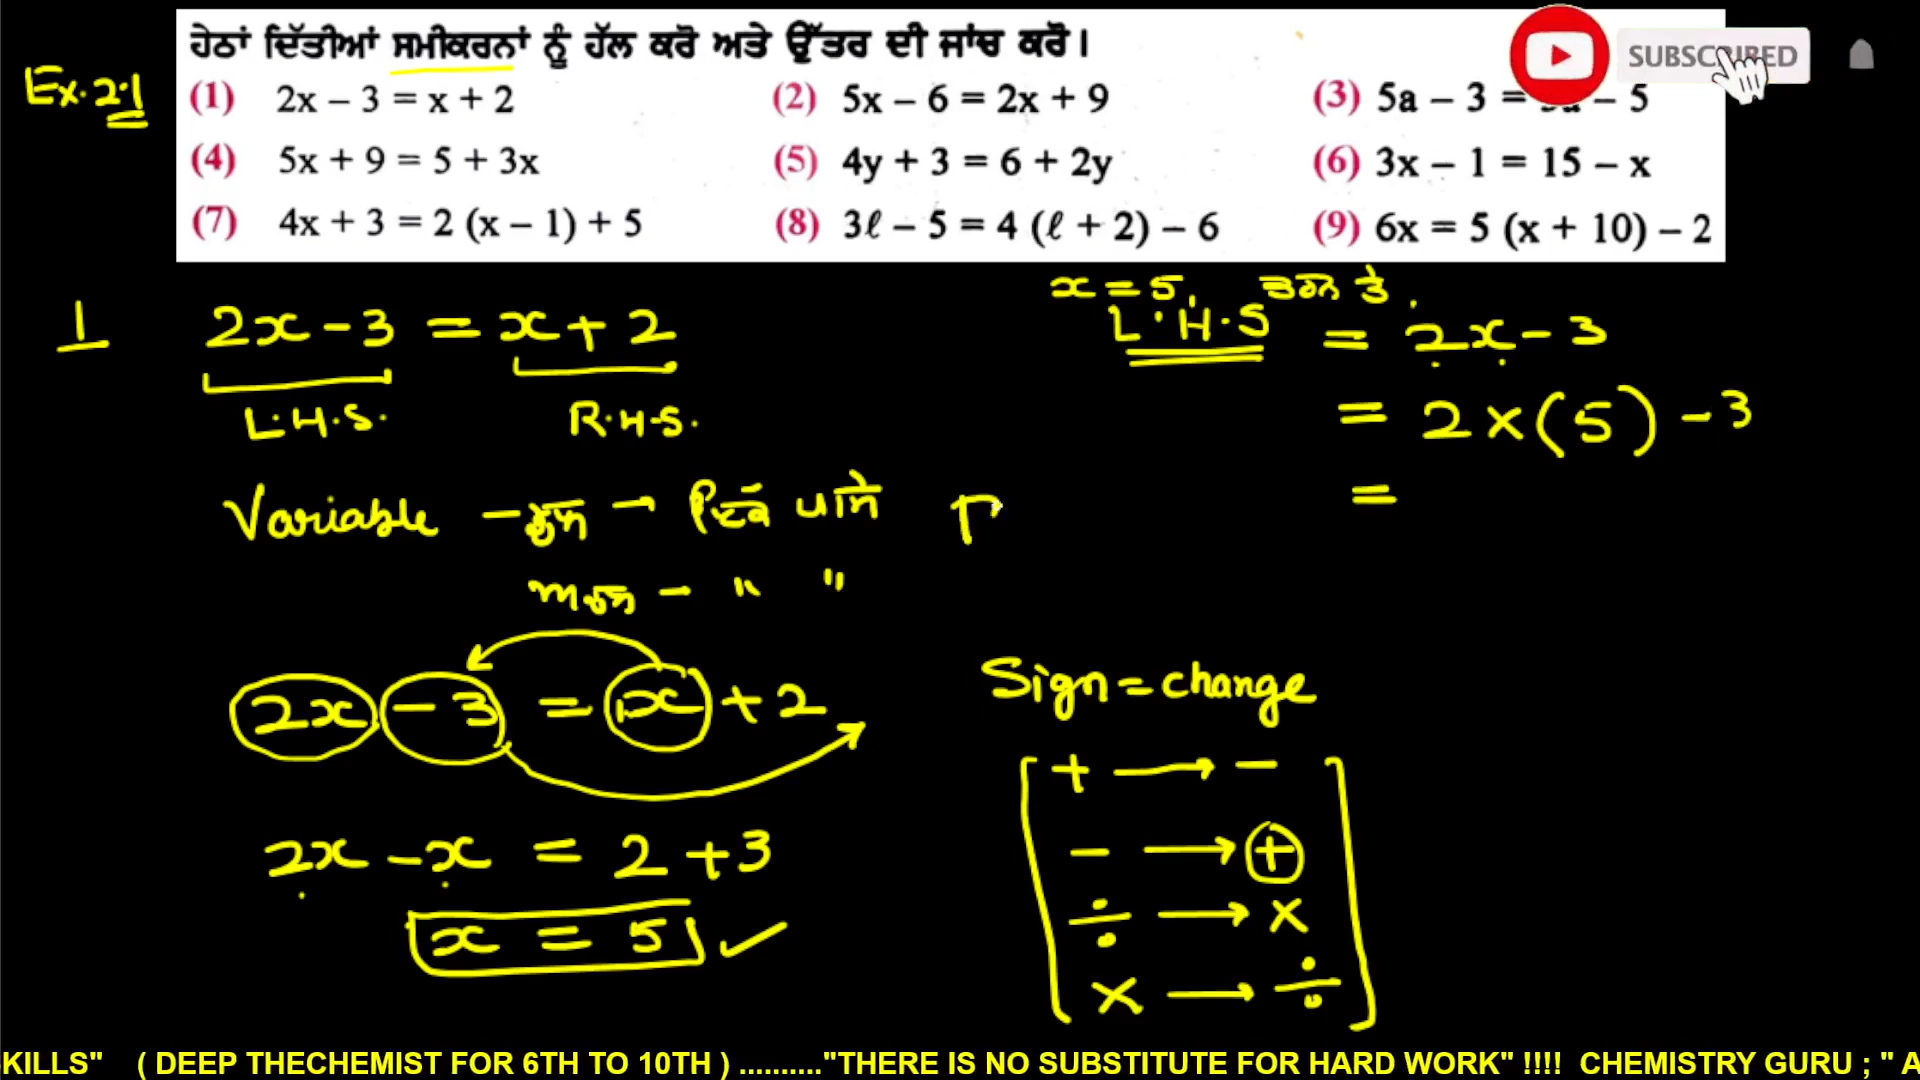 ਹੇਠਾਂ ਦਿੱਤੀਆਂ ਸਮੀਕਰਨਾਂ ਨੂੰ ਹੱਲ ਕਰੋ ਅਤੇ ਉੱਤਰ ਦੀ ਜਾਂਚ ਕਰੋ।
SUBSCRIBED
Ex. 2.1
(1) 2x – 3 = x + 2 (2) 5x – 6 = 2x + 9 (3) 5a – 3 = – 5
(4) 5x + 9 = 5 + 3x (5) 4y + 3 = 6 + 2y (6) 3x – 1 = 15 – x
(7) 4x + 3 = 2 (x – 1) + 5 (8) 3ℓ – 5 = 4 (ℓ + 2) – 6 (9) 6x = 5 (x + 10) – 2
1 2x – 3 = x + 2
L.H.S. R.H.S.
Variable – ਚਲ → ਇਕ ਪਾਸੇ
ਅਚਲ – " "
2x – 3 = x + 2
2x – x = 2 + 3
x = 5 ✓
x = 5,
L.H.S = 2x – 3
= 2 × (5) – 3
=
Sign = change
+ → –
– → +
÷ → ×
× → ÷
KILLS" ( DEEP THECHEMIST FOR 6TH TO 10TH ) .........."THERE IS NO SUBSTITUTE FOR HARD WORK" !!!! CHEMISTRY GURU ; " A